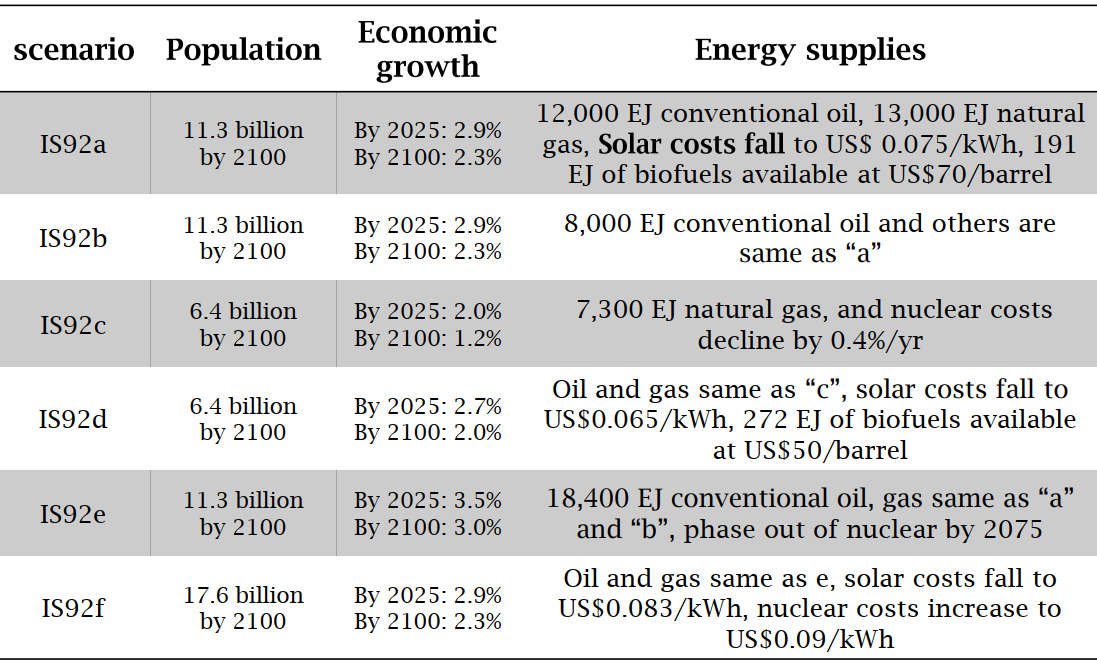 scenario Population Economic growth Energy supplies
IS92a
11.3 billion
by 2100
By 2025: 2.9%
By 2100: 2.3%
12,000 EJ conventional oil, 13,000 EJ natural
gas, Solar costs fall to US$ 0.075/kWh, 191
EJ of biofuels available at US$70/barrel
IS92b
11.3 billion
by 2100
By 2025: 2.9%
By 2100: 2.3%
8,000 EJ conventional oil and others are
same as “a”
IS92c
6.4 billion
by 2100
By 2025: 2.0%
By 2100: 1.2%
7,300 EJ natural gas, and nuclear costs
decline by 0.4%/yr
IS92d
6.4 billion
by 2100
By 2025: 2.7%
By 2100: 2.0%
Oil and gas same as “c”, solar costs fall to
US$0.065/kWh, 272 EJ of biofuels available
at US$50/barrel
IS92e
11.3 billion
by 2100
By 2025: 3.5%
By 2100: 3.0%
18,400 EJ conventional oil, gas same as “a”
and “b”, phase out of nuclear by 2075
IS92f
17.6 billion
by 2100
By 2025: 2.9%
By 2100: 2.3%
Oil and gas same as e, solar costs fall to
US$0.083/kWh, nuclear costs increase to
US$0.09/kWh